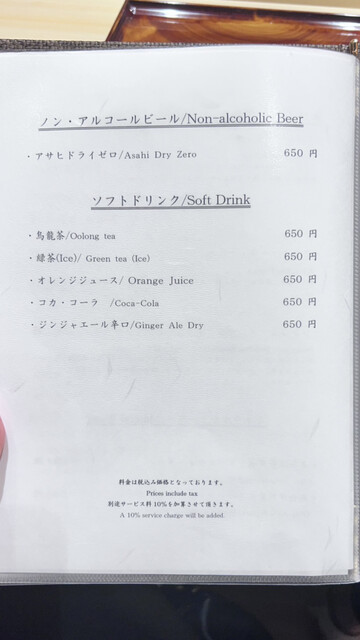 ノン・アルコールビール/Non-alcoholic Beer
・アサヒドライゼロ/Asahi Dry Zero 650 円
ソフトドリンク/Soft Drink
・烏龍茶/Oolong tea 650 円
・緑茶(Ice)/ Green tea (Ice) 650 円
・オレンジジュース/ Orange Juice 650 円
・コカ・コーラ /Coca-Cola 650 円
・ジンジャエール辛口/Ginger Ale Dry 650 円
料金は税込み価格となっております。
Prices include tax
別途サービス料10%を加算させて頂きます。
A 10% service charge will be added